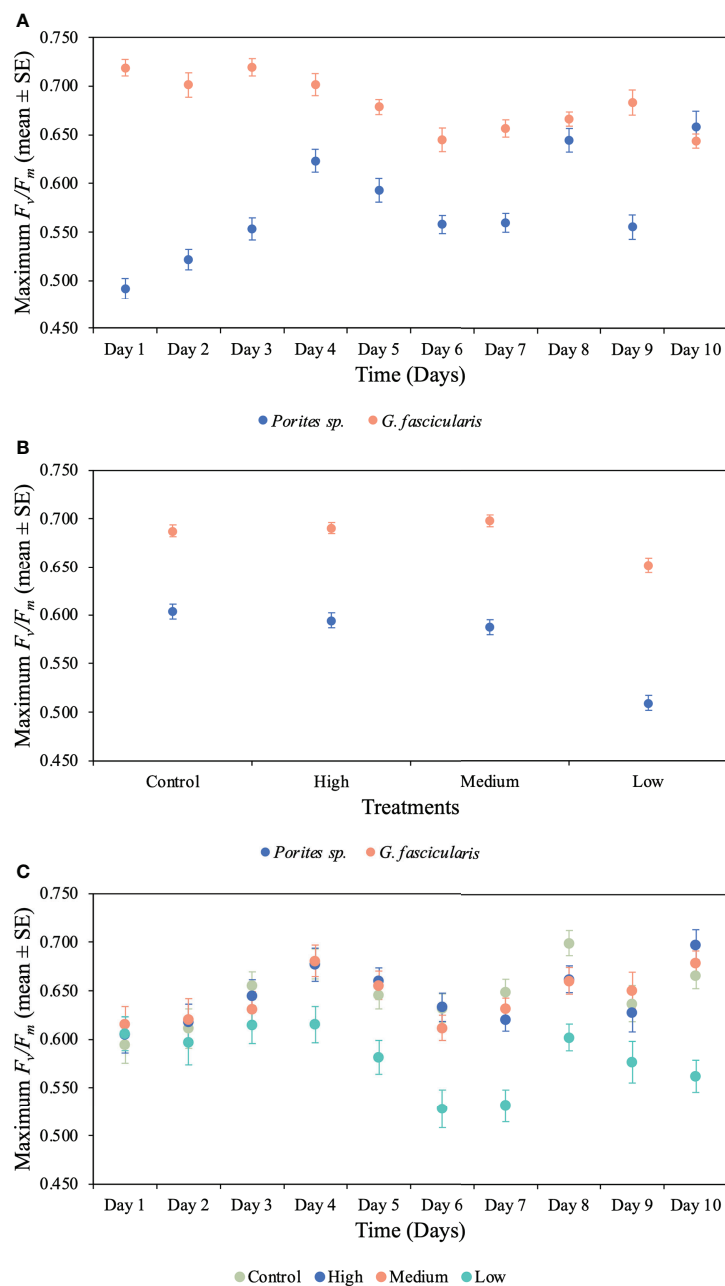 A
Maximum Fv/Fm (mean ± SE)
0.750
0.700
0.650
0.600
0.550
0.500
0.450
Day 1 Day 2 Day 3 Day 4 Day 5 Day 6 Day 7 Day 8 Day 9 Day 10
Time (Days)
Porites sp. G. fascicularis
B
Maximum Fv/Fm (mean ± SE)
0.750
0.700
0.650
0.600
0.550
0.500
0.450
Control High Medium Low
Treatments
Porites sp. G. fascicularis
C
Maximum Fv/Fm (mean ± SE)
0.750
0.700
0.650
0.600
0.550
0.500
0.450
Day 1 Day 2 Day 3 Day 4 Day 5 Day 6 Day 7 Day 8 Day 9 Day 10
Time (Days)
Control High Medium Low